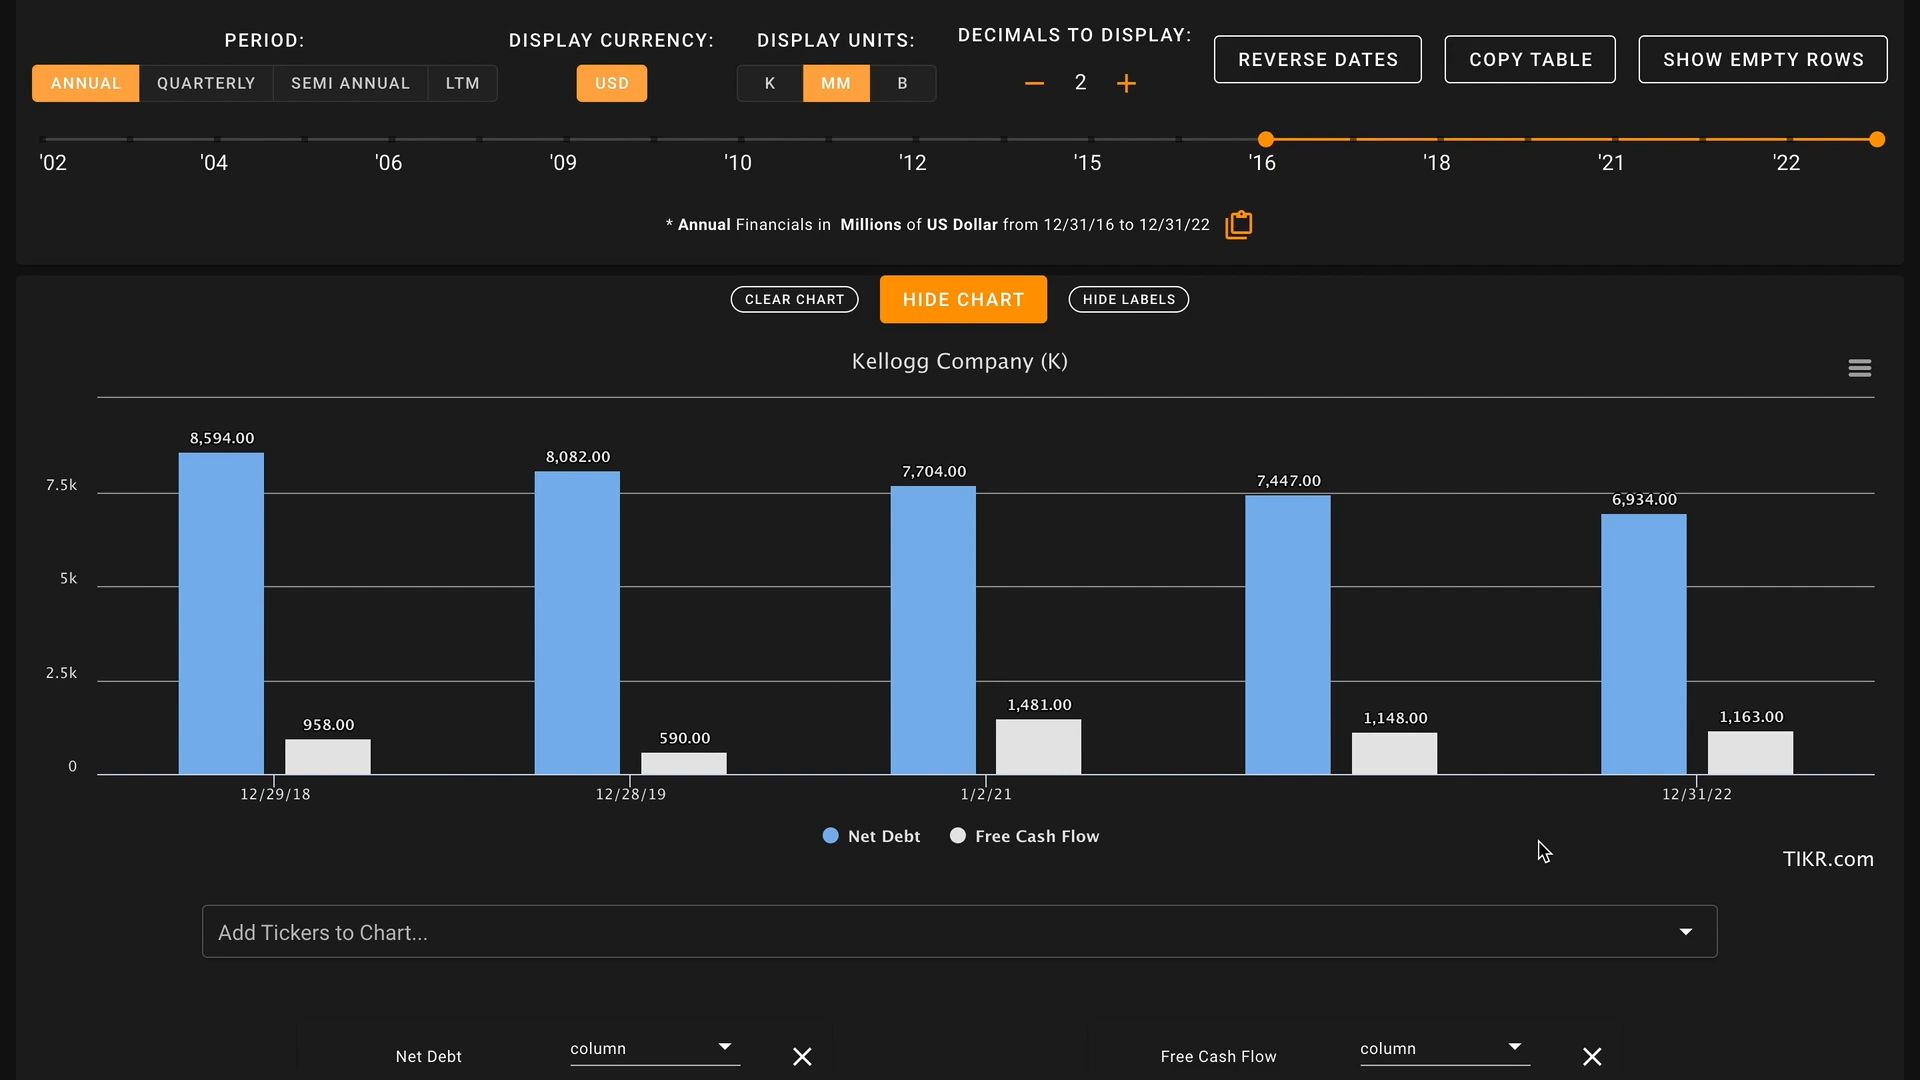 PERIOD:
ANNUAL QUARTERLY SEMI ANNUAL LTM
DISPLAY CURRENCY:
USD
DISPLAY UNITS:
K MM B
DECIMALS TO DISPLAY:
− 2 +
REVERSE DATES
COPY TABLE
SHOW EMPTY ROWS
'02 '04 '06 '09 '10 '12 '15 '16 '18 '21 '22
* Annual Financials in Millions of US Dollar from 12/31/16 to 12/31/22
CLEAR CHART
HIDE CHART
HIDE LABELS
Kellogg Company (K)
8,594.00
8,082.00
7,704.00
7,447.00
6,934.00
7.5k
5k
2.5k
0
958.00
590.00
1,481.00
1,148.00
1,163.00
12/29/18 12/28/19 1/2/21 12/31/22
Net Debt Free Cash Flow
TIKR.com
Add Tickers to Chart...
Net Debt column
Free Cash Flow column